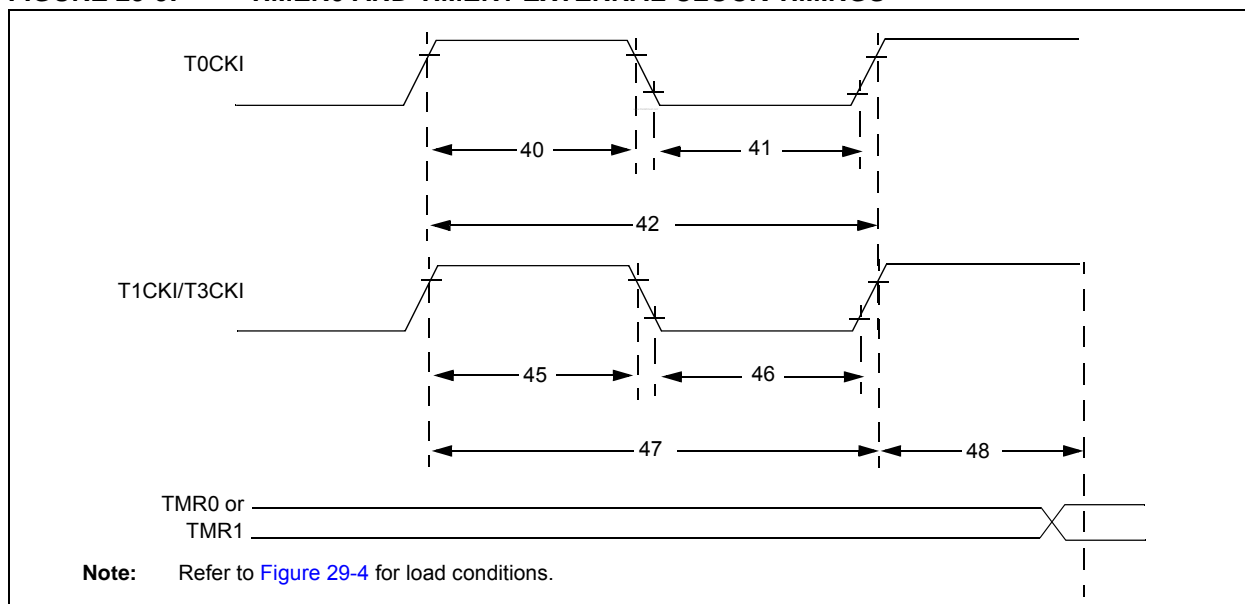 T0CKI
40
41
42
T1CKI/T3CKI
45
46
47
48
TMR0 or
TMR1
Note: Refer to Figure 29-4 for load conditions.